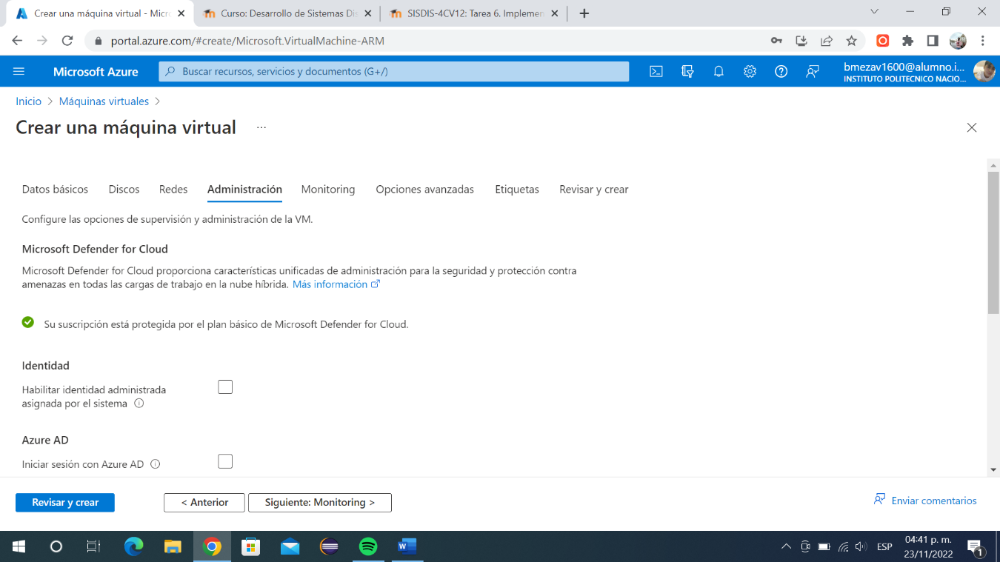 Crear una máquina virtual - Micr
Curso: Desarrollo de Sistemas Dis
SISDIS-4CV12: Tarea 6. Implemen
portal.azure.com/#create/Microsoft.VirtualMachine-ARM
Microsoft Azure
Buscar recursos, servicios y documentos (G+/)
bmezav1600@alumno.i...
INSTITUTO POLITECNICO NACIO...
Inicio > Máquinas virtuales >
Crear una máquina virtual ...
Datos básicos Discos Redes Administración Monitoring Opciones avanzadas Etiquetas Revisar y crear
Configure las opciones de supervisión y administración de la VM.
Microsoft Defender for Cloud
Microsoft Defender for Cloud proporciona características unificadas de administración para la seguridad y protección contra
amenazas en todas las cargas de trabajo en la nube híbrida. Más información
Su suscripción está protegida por el plan básico de Microsoft Defender for Cloud.
Identidad
Habilitar identidad administrada
asignada por el sistema
Azure AD
Iniciar sesión con Azure AD
Revisar y crear
< Anterior
Siguiente: Monitoring >
Enviar comentarios
ESP
04:41 p. m.
23/11/2022
1